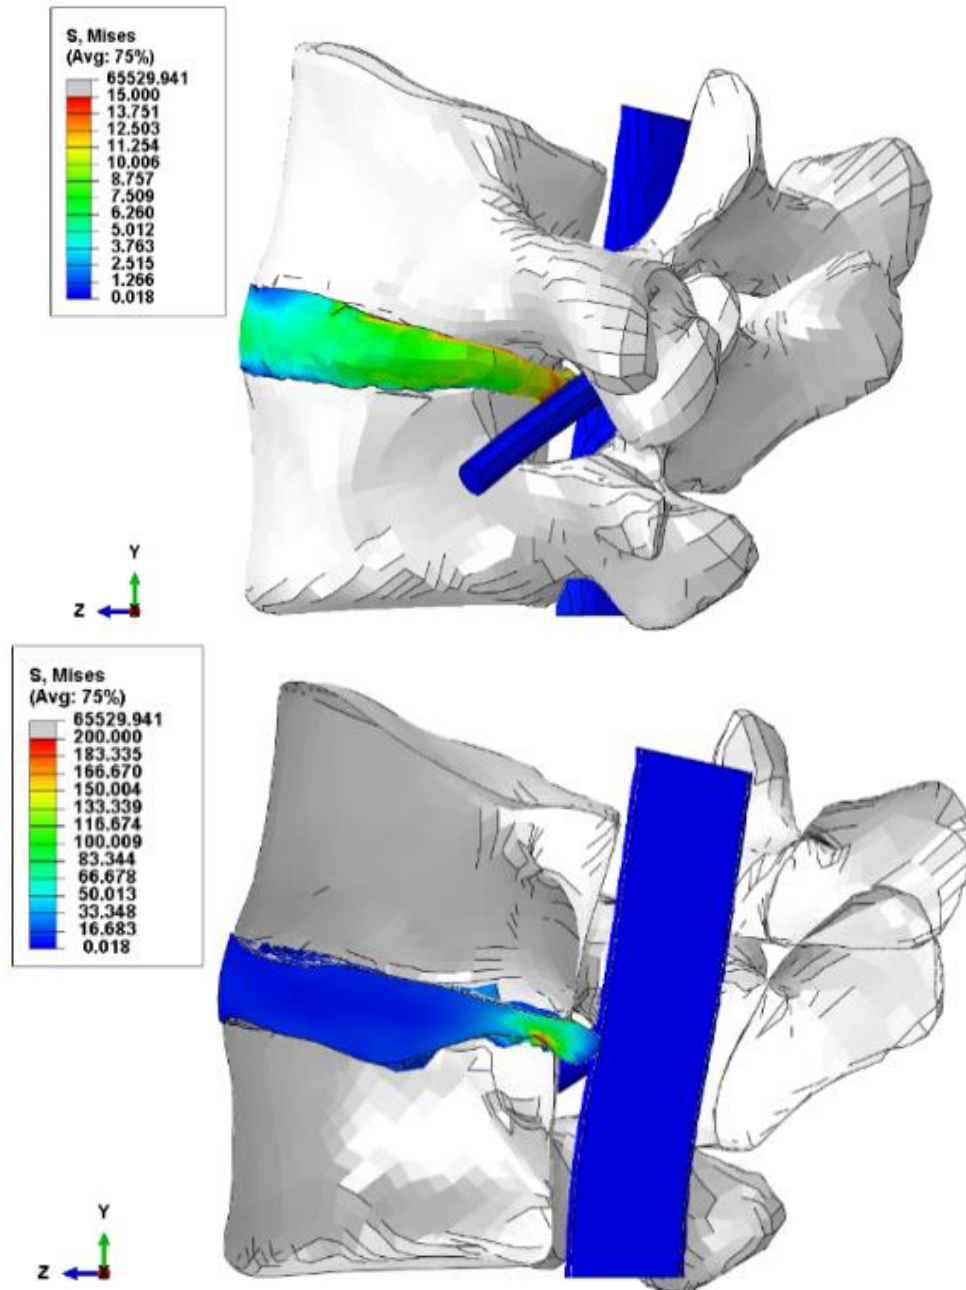 S, Mises
(Avg: 75%)
65529.941
15.000
13.751
12.503
11.254
10.006
8.757
7.509
6.260
5.012
3.763
2.515
1.266
0.018
Y
Z
X
S, Mises
(Avg: 75%)
65529.941
200.000
183.335
166.670
150.004
133.339
116.674
100.009
83.344
66.678
50.013
33.348
16.683
0.018
Y
Z
X